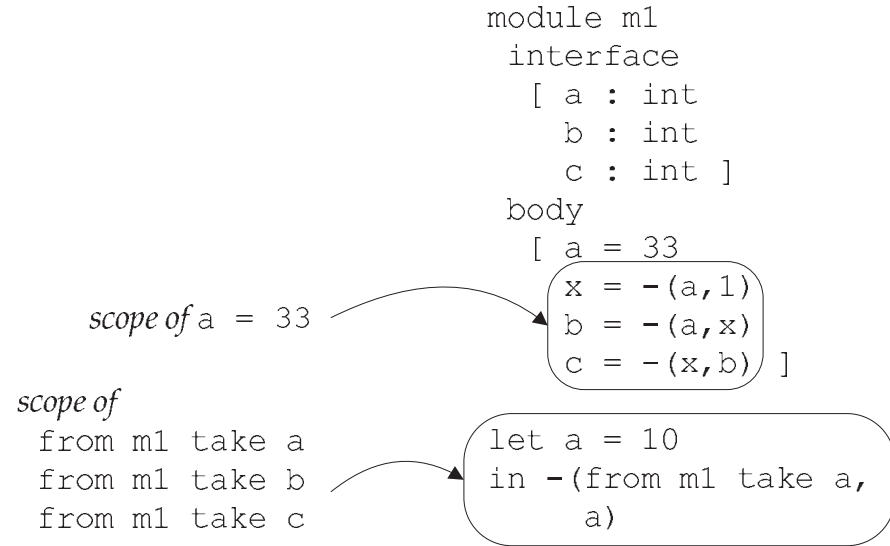 module m1
interface
[ a : int
b : int
c : int ]
body
[ a = 33
x = -(a,1)
scope of a = 33
b = -(a,x)
c = -(x,b) ]
scope of
from m1 take a
from m1 take b
from m1 take c
let a = 10
in -(from m1 take a,
a)